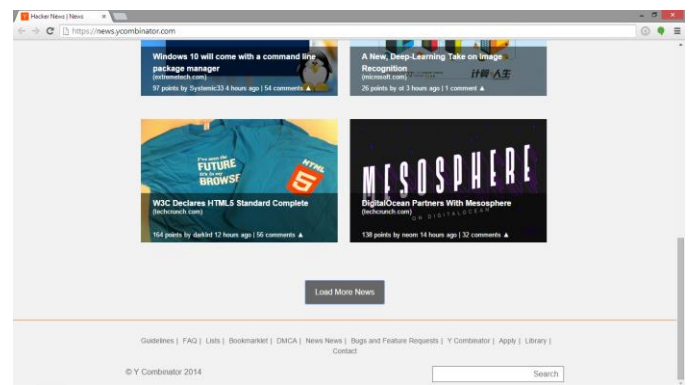 Hacker News | News
https://news.ycombinator.com
Windows 10 will come with a command line
package manager
(extremetech.com)
97 points by Systemic33 4 hours ago | 54 comments ▲
A New, Deep-Learning Take on Image
Recognition
(microsoft.com)
26 points by ot 3 hours ago | 1 comment ▲
FUTURE
BROWSE
HTML
5
W3C Declares HTML5 Standard Complete
(techcrunch.com)
164 points by darklrd 12 hours ago | 56 comments ▲
MESOSPHERE
ON DIGITALOCEAN
DigitalOcean Partners With Mesosphere
(techcrunch.com)
138 points by neom 14 hours ago | 32 comments ▲
Load More News
Guidelines | FAQ | Lists | Bookmarklet | DMCA | News News | Bugs and Feature Requests | Y Combinator | Apply | Library |
Contact
© Y Combinator 2014
Search